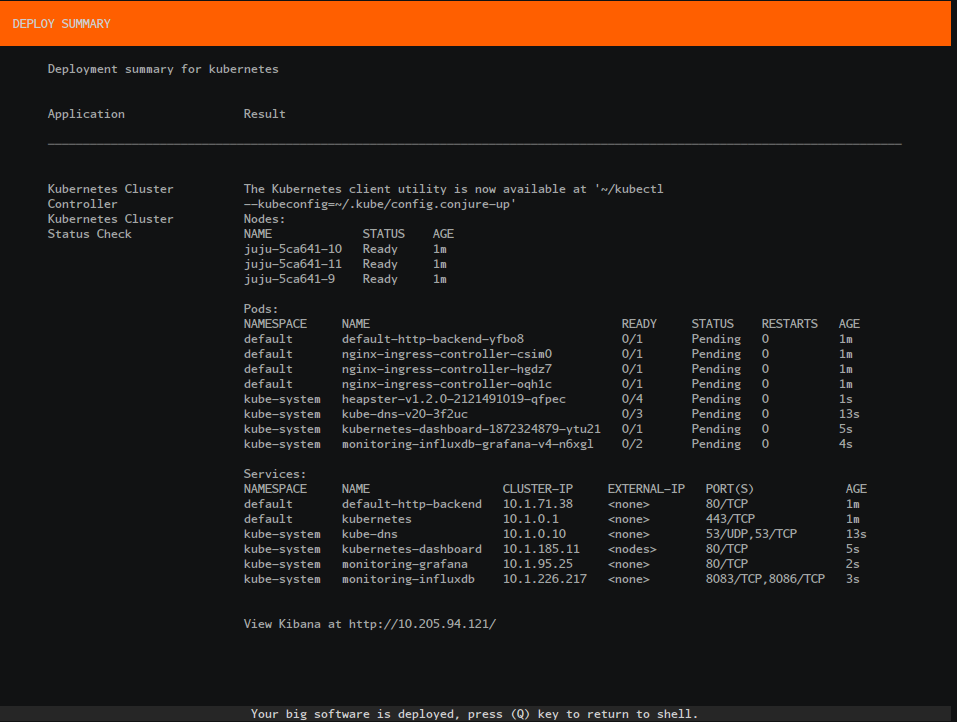 DEPLOY SUMMARY
Deployment summary for kubernetes
Application Result
Kubernetes Cluster The Kubernetes client utility is now available at '~/kubectl
Controller --kubeconfig=~/.kube/config.conjure-up'
Kubernetes Cluster Nodes:
Status Check NAME STATUS AGE
juju-5ca641-10 Ready 1m
juju-5ca641-11 Ready 1m
juju-5ca641-9 Ready 1m
Pods:
NAMESPACE NAME READY STATUS RESTARTS AGE
default default-http-backend-yfbo8 0/1 Pending 0 1m
default nginx-ingress-controller-csim0 0/1 Pending 0 1m
default nginx-ingress-controller-hgdz7 0/1 Pending 0 1m
default nginx-ingress-controller-oqh1c 0/1 Pending 0 1m
kube-system heapster-v1.2.0-2121491019-qfpec 0/4 Pending 0 1s
kube-system kube-dns-v20-3f2uc 0/3 Pending 0 13s
kube-system kubernetes-dashboard-1872324879-ytu21 0/1 Pending 0 5s
kube-system monitoring-influxdb-grafana-v4-n6xgl 0/2 Pending 0 4s
Services:
NAMESPACE NAME CLUSTER-IP EXTERNAL-IP PORT(S) AGE
default default-http-backend 10.1.71.38 <none> 80/TCP 1m
default kubernetes 10.1.0.1 <none> 443/TCP 1m
kube-system kube-dns 10.1.0.10 <none> 53/UDP,53/TCP 13s
kube-system kubernetes-dashboard 10.1.185.11 <nodes> 80/TCP 5s
kube-system monitoring-grafana 10.1.95.25 <none> 80/TCP 2s
kube-system monitoring-influxdb 10.1.226.217 <none> 8083/TCP,8086/TCP 3s
View Kibana at http://10.205.94.121/
Your big software is deployed, press (Q) key to return to shell.